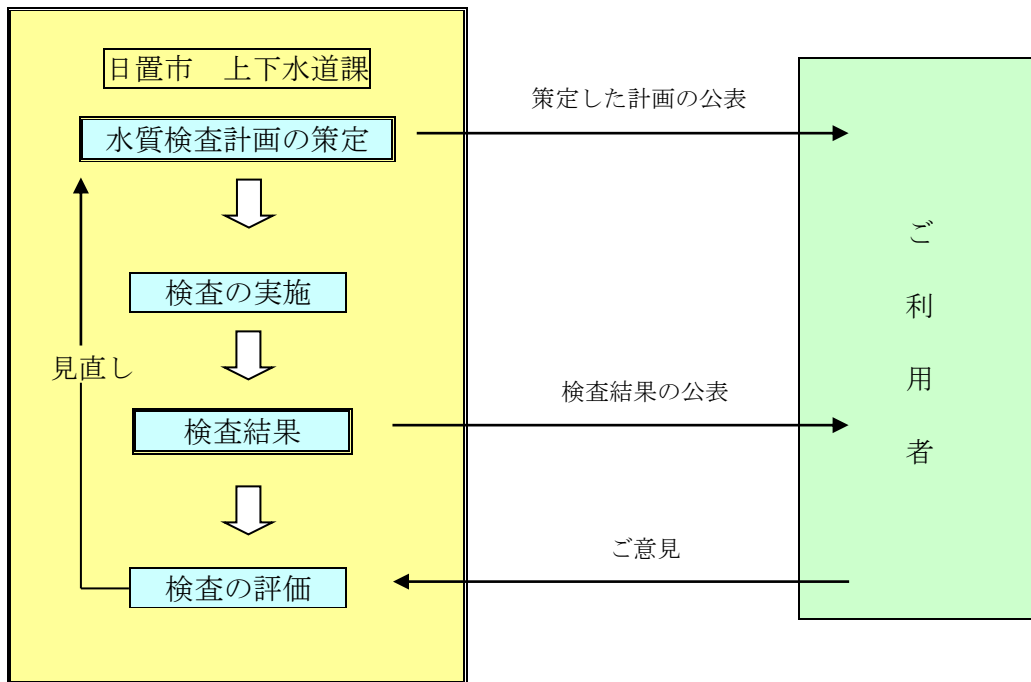 日置市　上下水道課
水質検査計画の策定
策定した計画の公表
検査の実施
見直し
検査結果
検査結果の公表
検査の評価
ご意見
ご利用者